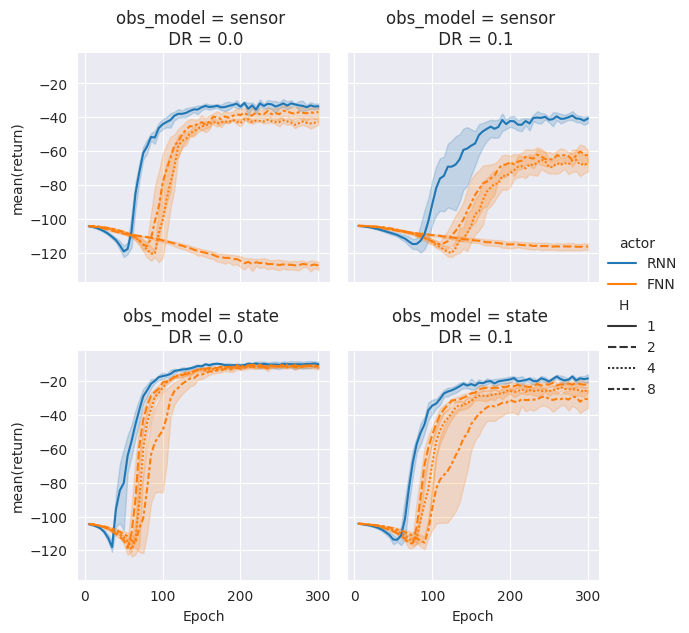 obs_model = sensor
DR = 0.0
obs_model = sensor
DR = 0.1
−20
−40
−60
−80
−100
−120
mean(return)
actor
RNN
FNN
H
1
2
4
8
obs_model = state
DR = 0.0
obs_model = state
DR = 0.1
−20
−40
−60
−80
−100
−120
mean(return)
0
100
200
300
0
100
200
300
Epoch
Epoch